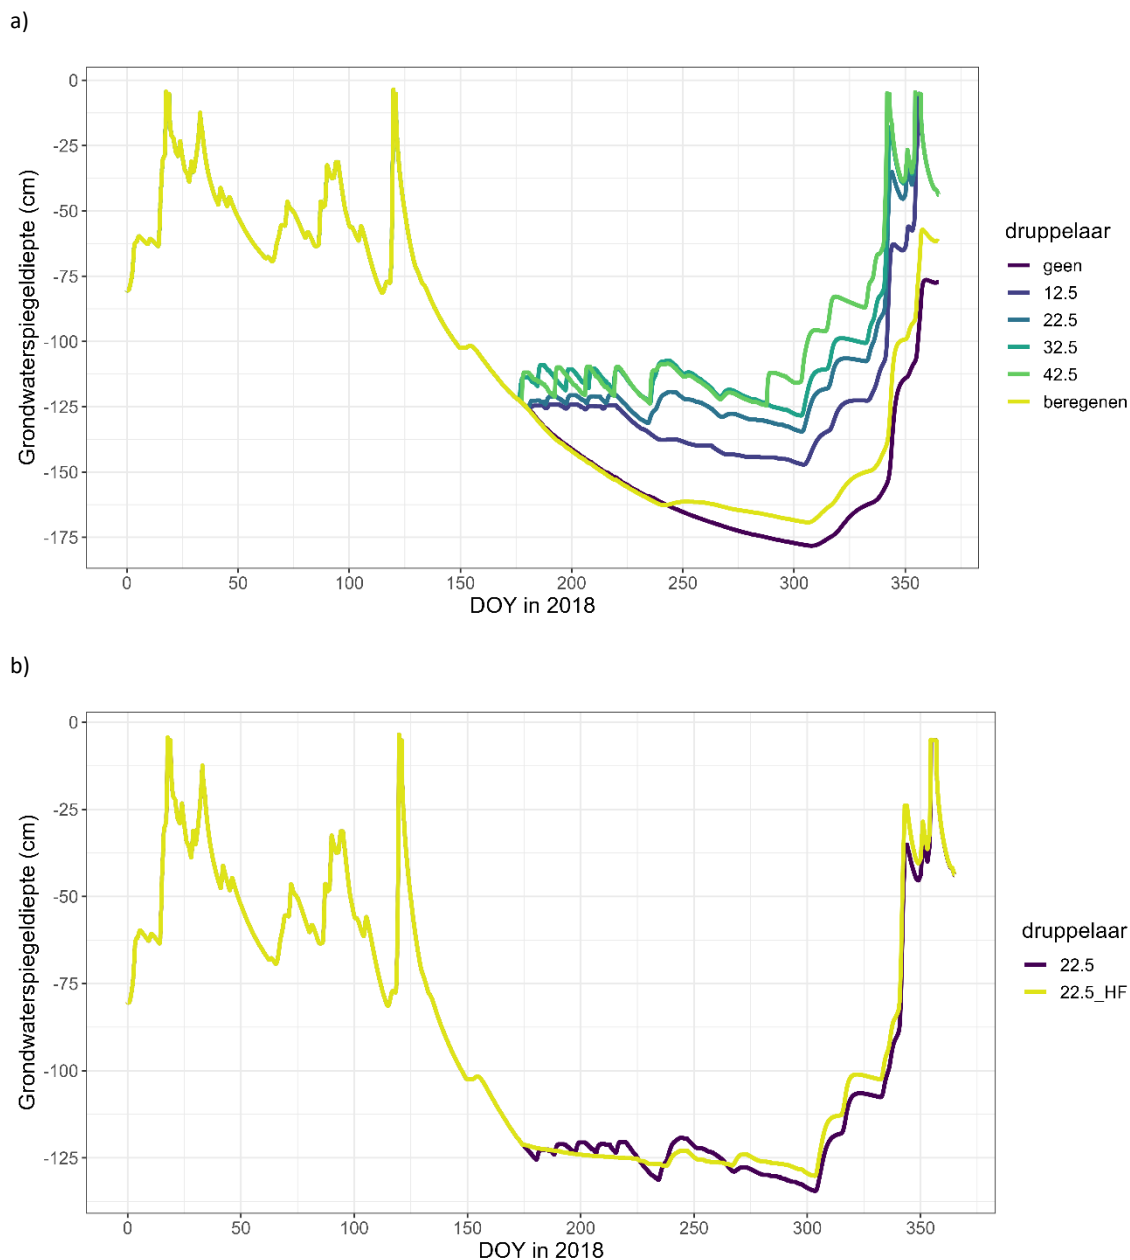 a)
0
-25
-50
-75
-100
-125
-150
-175
Grondwaterspiegeldiepte (cm)
0 50 100 150 200 250 300 350
DOY in 2018
druppelaar
geen
12.5
22.5
32.5
42.5
beregenen
b)
0
-25
-50
-75
-100
-125
Grondwaterspiegeldiepte (cm)
0 50 100 150 200 250 300 350
DOY in 2018
druppelaar
22.5
22.5_HF